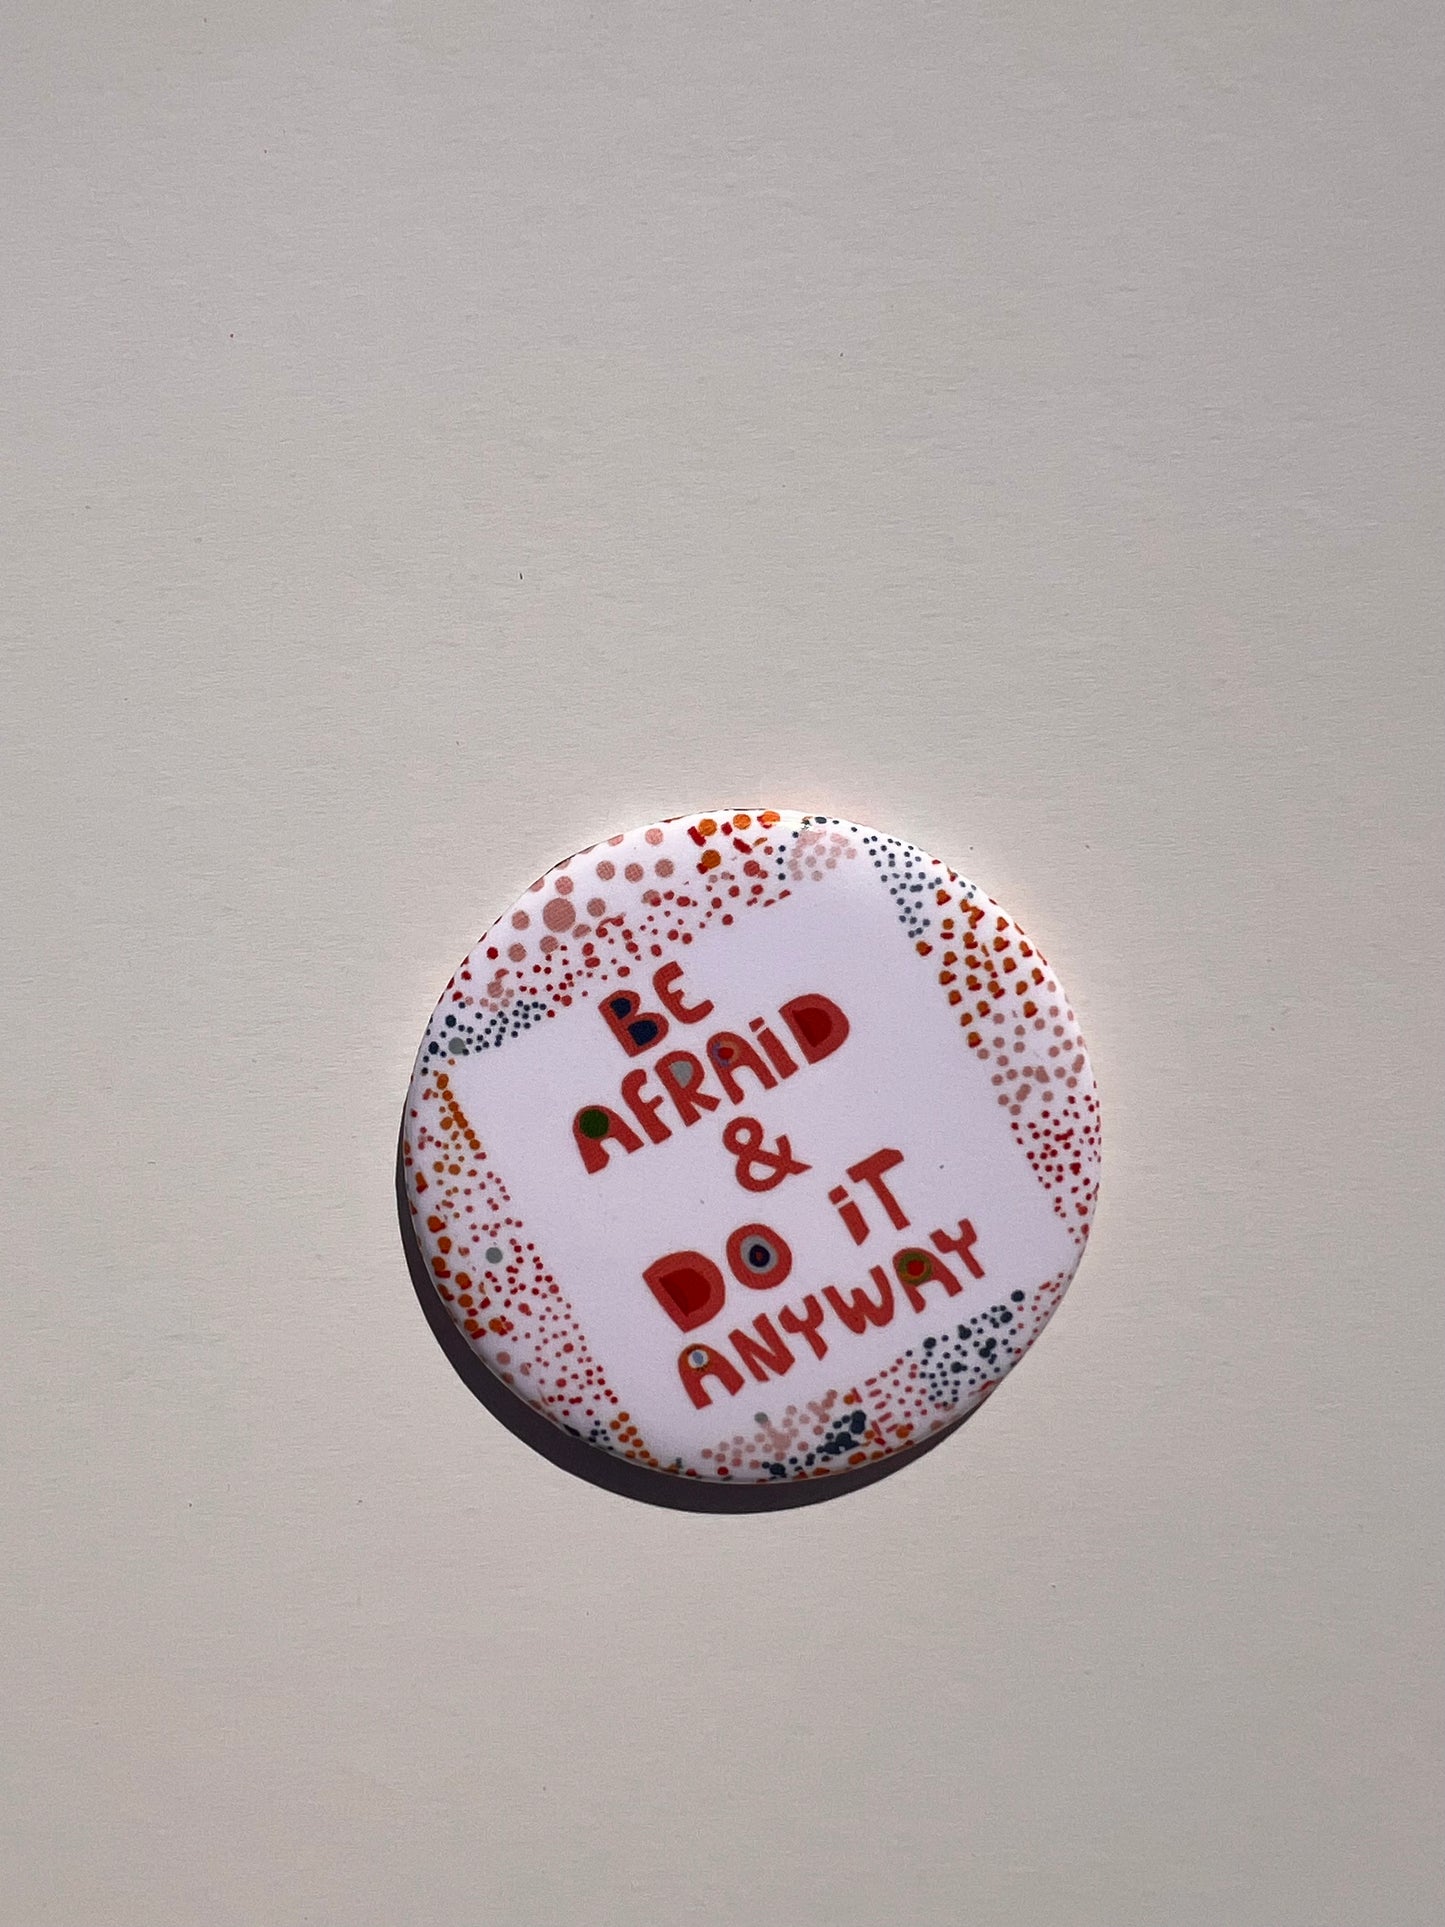 BE
AFRAiD
&
DO iT
ANYWAY